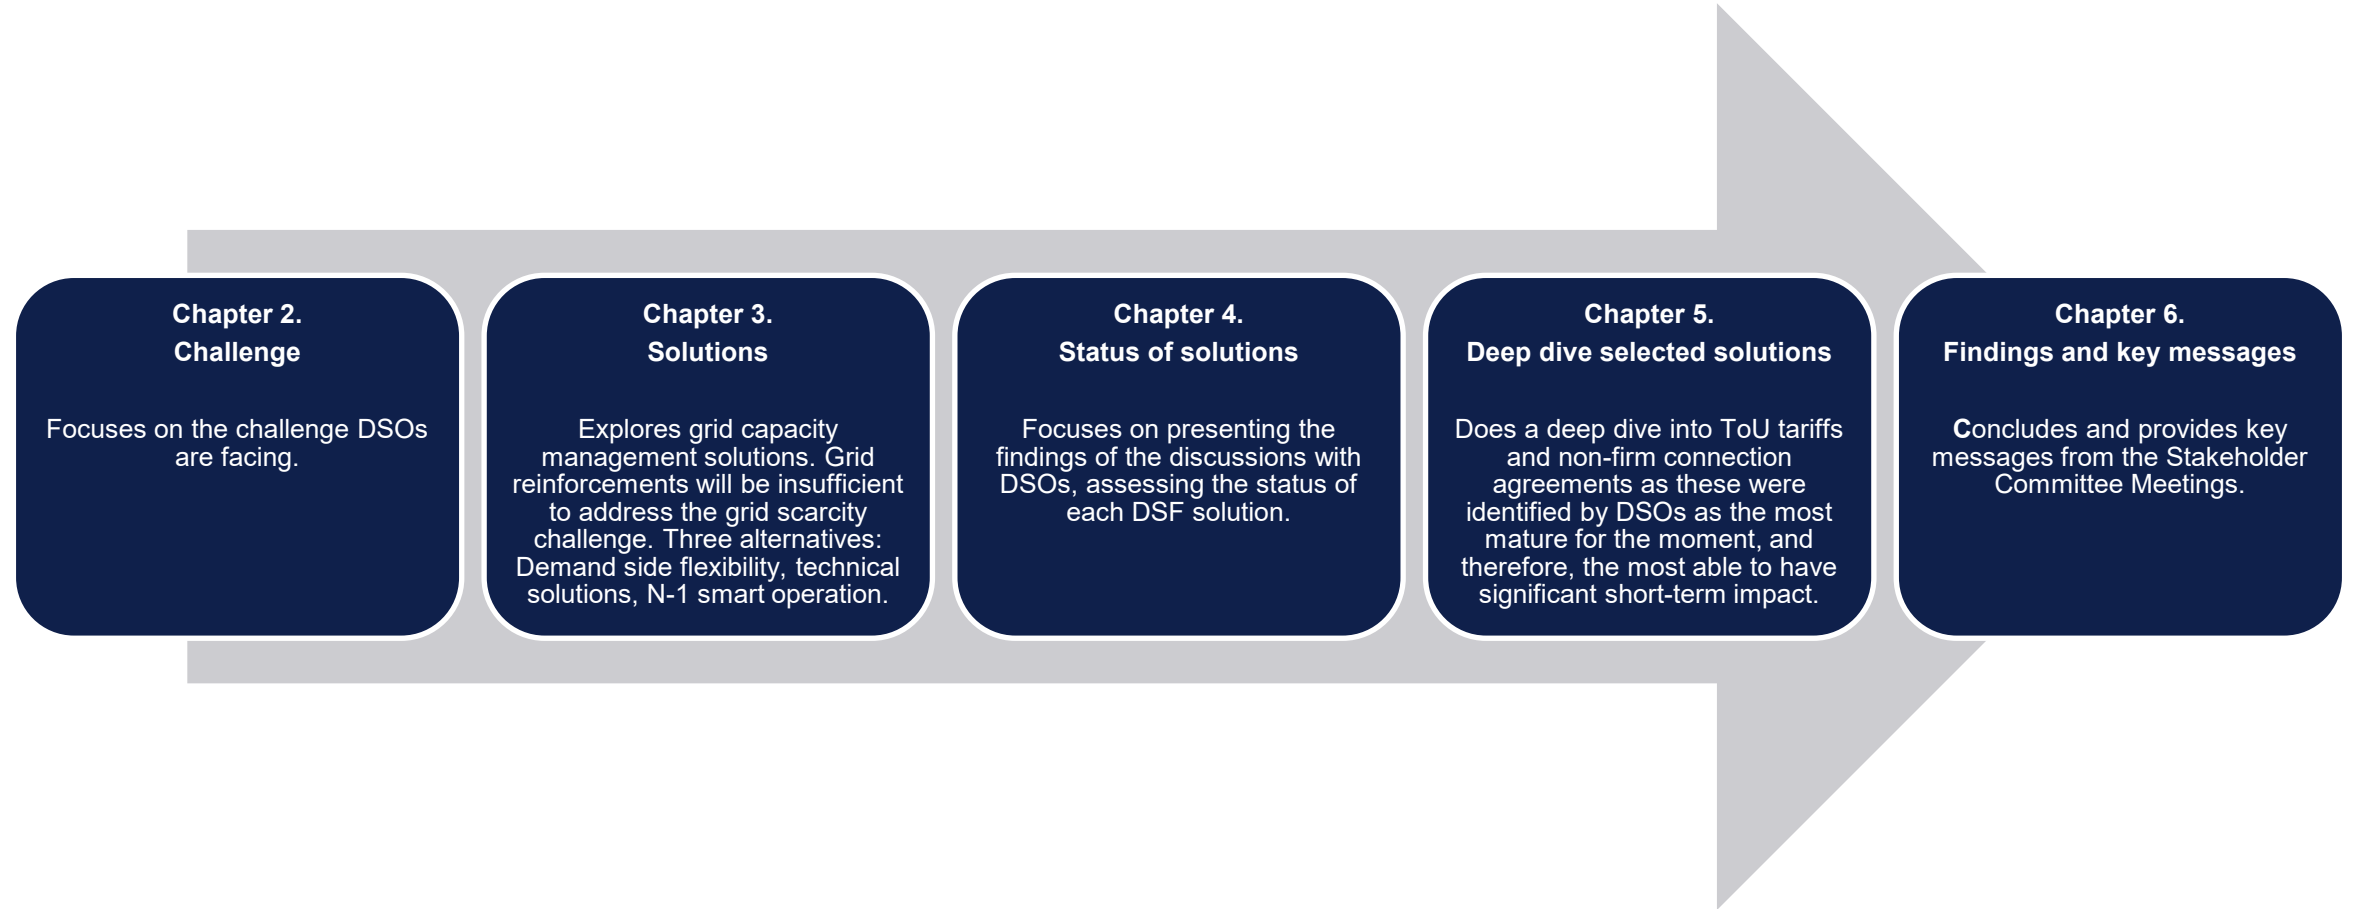 Chapter 2.
Challenge
Focuses on the challenge DSOs
are facing.
Chapter 3.
Solutions
Explores grid capacity
management solutions. Grid
reinforcements will be insufficient
to address the grid scarcity
challenge. Three alternatives:
Demand side flexibility, technical
solutions, N-1 smart operation.
Chapter 4.
Status of solutions
Focuses on presenting the
findings of the discussions with
DSOs, assessing the status of
each DSF solution.
Chapter 5.
Deep dive selected solutions
Does a deep dive into ToU tariffs
and non-firm connection
agreements as these were
identified by DSOs as the most
mature for the moment, and
therefore, the most able to have
significant short-term impact.
Chapter 6.
Findings and key messages
Concludes and provides key
messages from the Stakeholder
Committee Meetings.